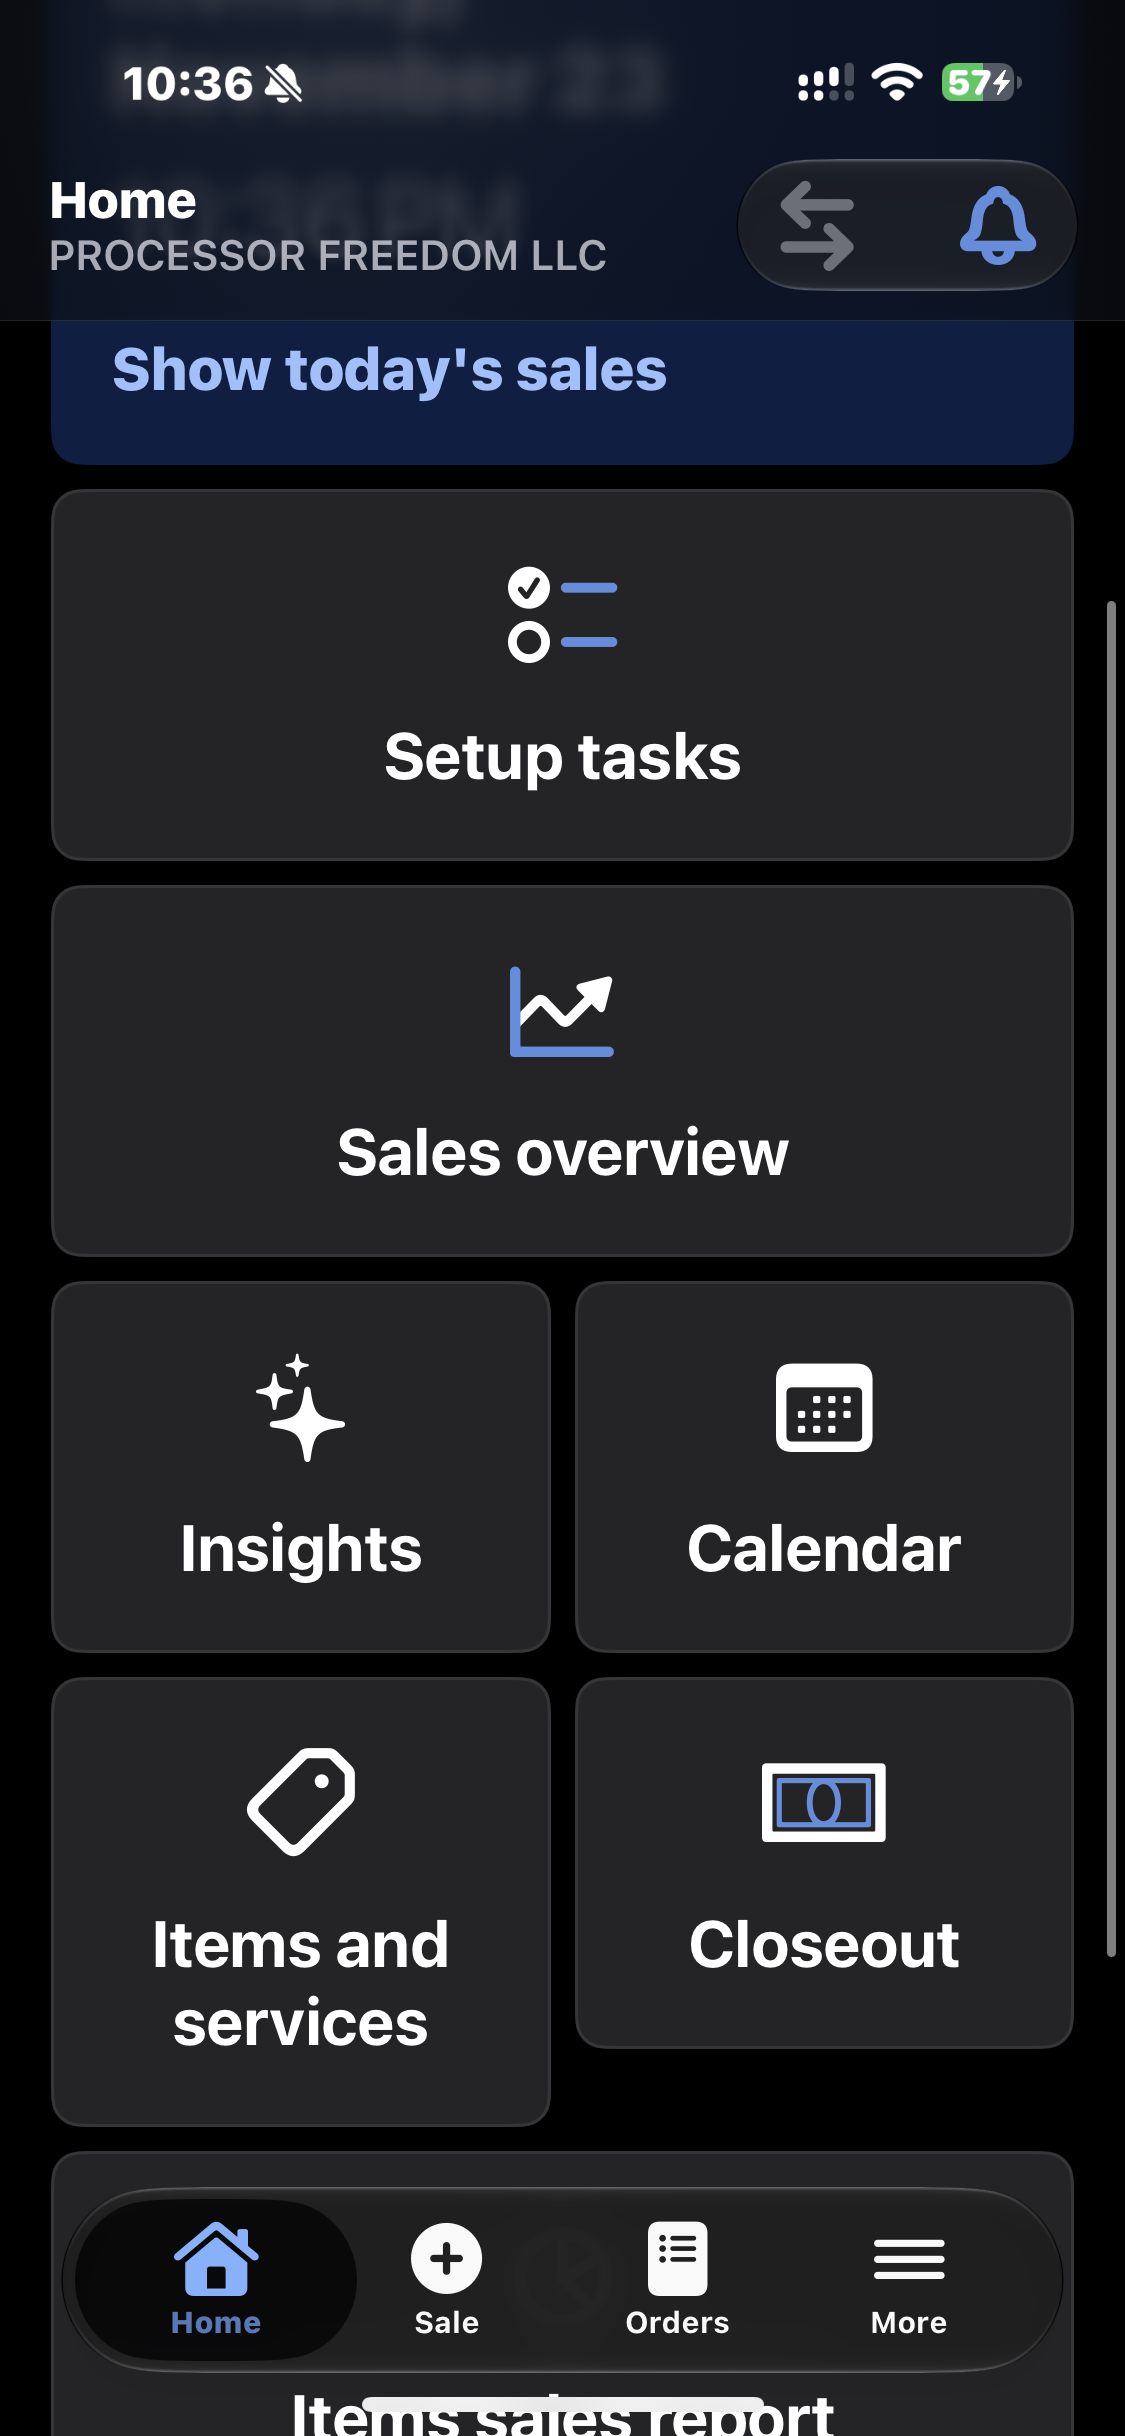 10:36
57
Home
PROCESSOR FREEDOM LLC
Show today's sales
Setup tasks
Sales overview
Insights
Calendar
Items and
services
Closeout
Home
Sale
Orders
More
Items sales report